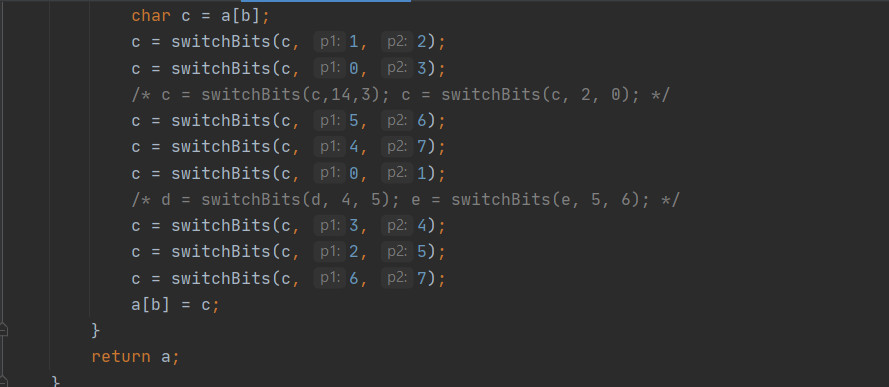 char c = a[b];
c = switchBits(c, p1: 1, p2: 2);
c = switchBits(c, p1: 0, p2: 3);
/* c = switchBits(c,14,3); c = switchBits(c, 2, 0); */
c = switchBits(c, p1: 5, p2: 6);
c = switchBits(c, p1: 4, p2: 7);
c = switchBits(c, p1: 0, p2: 1);
/* d = switchBits(d, 4, 5); e = switchBits(e, 5, 6); */
c = switchBits(c, p1: 3, p2: 4);
c = switchBits(c, p1: 2, p2: 5);
c = switchBits(c, p1: 6, p2: 7);
a[b] = c;
}
return a;
}